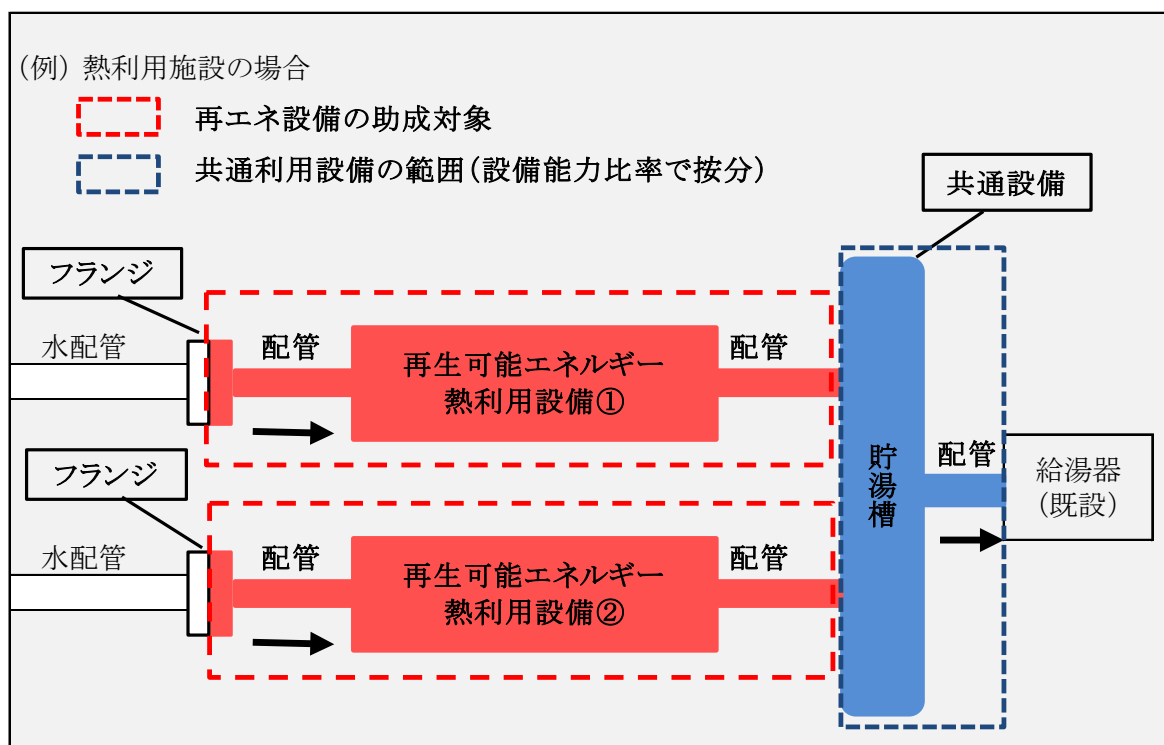 (例) 熱利用施設の場合
再エネ設備の助成対象
共通利用設備の範囲(設備能力比率で按分)
共通設備
フランジ
水配管
配管
再生可能エネルギー
熱利用設備①
配管
フランジ
水配管
配管
再生可能エネルギー
熱利用設備②
配管
貯湯槽
配管
給湯器
(既設)